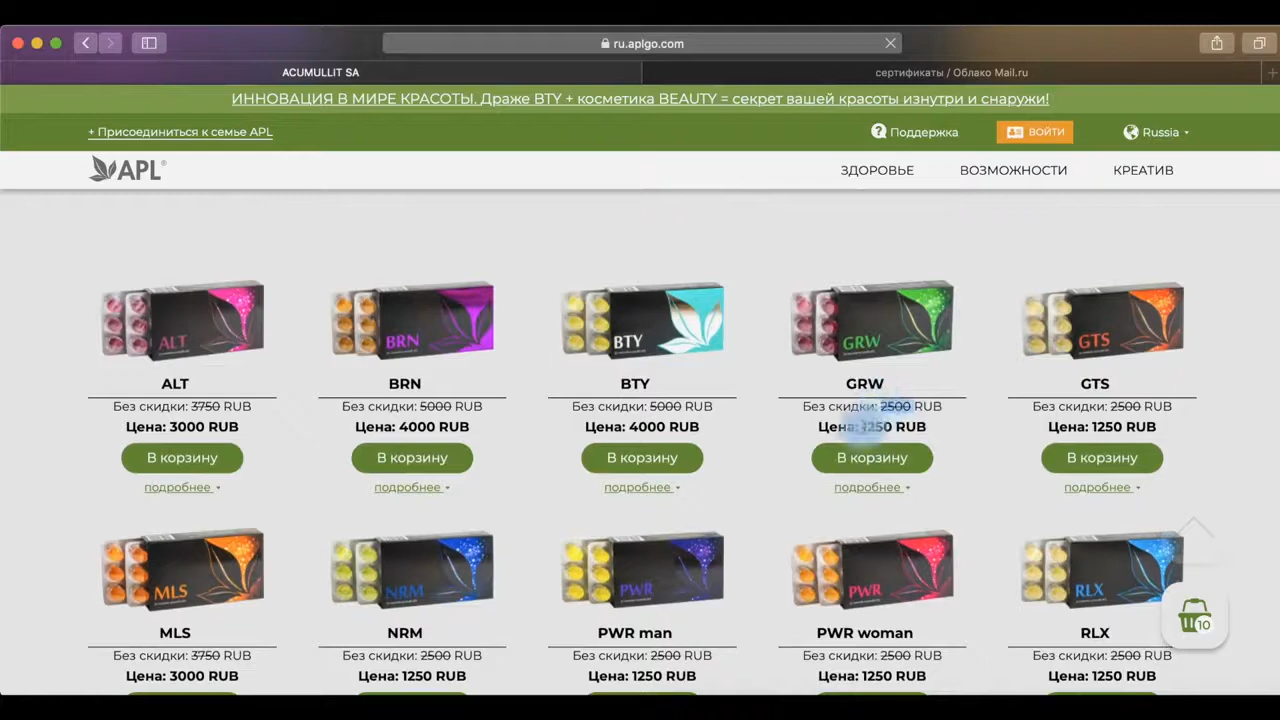 ru.aplgo.com
ACUMULLIT SA
сертификаты / Облако Mail.ru
ИННОВАЦИЯ В МИРЕ КРАСОТЫ. Драже BTY + косметика BEAUTY = секрет вашей красоты изнутри и снаружи!
+ Присоединиться к семье APL
Поддержка
ВОЙТИ
Russia
APL®
ЗДОРОВЬЕ
ВОЗМОЖНОСТИ
КРЕАТИВ
ALT
BRN
BTY
GRW
GTS
ALT
BRN
BTY
GRW
GTS
Без скидки: 3750 RUB
Без скидки: 5000 RUB
Без скидки: 5000 RUB
Без скидки: 2500 RUB
Без скидки: 2500 RUB
Цена: 3000 RUB
Цена: 4000 RUB
Цена: 4000 RUB
Цена: 1250 RUB
Цена: 1250 RUB
В корзину
В корзину
В корзину
В корзину
В корзину
подробнее
подробнее
подробнее
подробнее
подробнее
MLS
NRM
PWR
PWR
RLX
MLS
NRM
PWR man
PWR woman
RLX
Без скидки: 3750 RUB
Без скидки: 2500 RUB
Без скидки: 2500 RUB
Без скидки: 2500 RUB
Без скидки: 2500 RUB
Цена: 3000 RUB
Цена: 1250 RUB
Цена: 1250 RUB
Цена: 1250 RUB
Цена: 1250 RUB
10